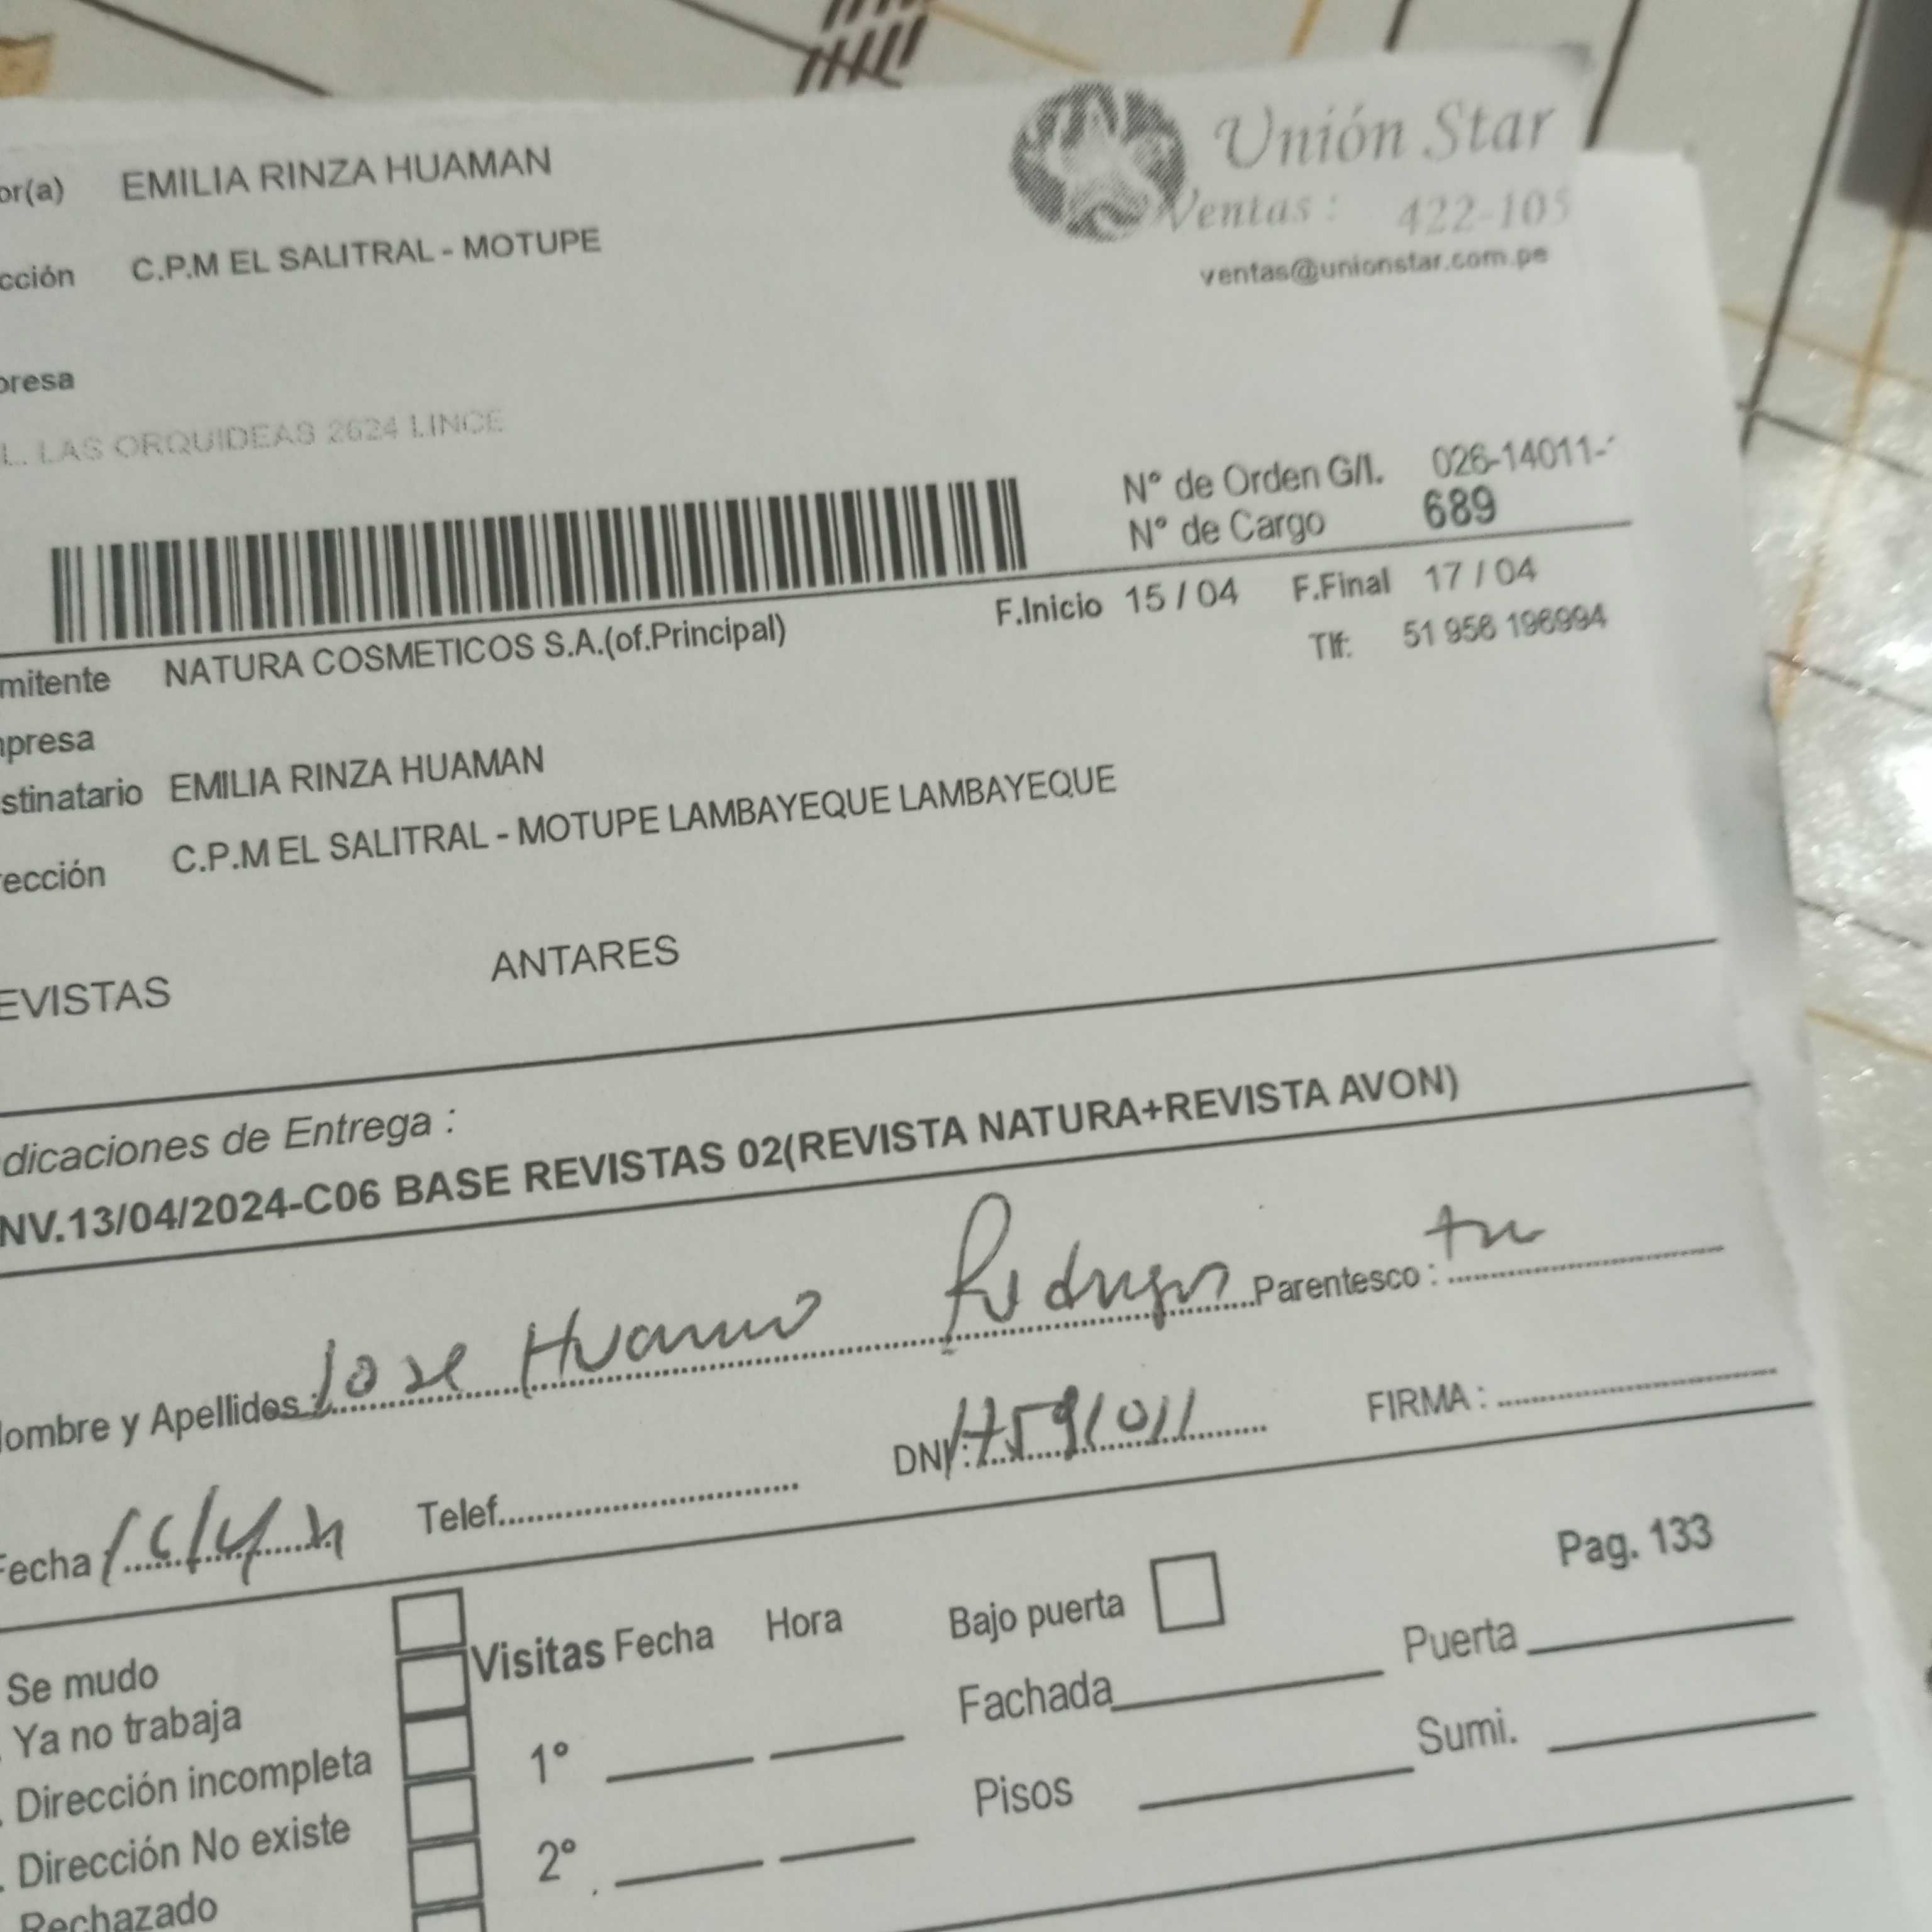 or(a) EMILIA RINZA HUAMAN
Unión Star
Ventas : 422-105
cción C.P.M EL SALITRAL - MOTUPE
ventas@unionstar.com.pe
presa
L. LAS ORQUIDEAS 2624 LINCE
N° de Orden G/I. 026-14011-
N° de Cargo 689
F.Inicio 15 / 04 F.Final 17 / 04
mitente NATURA COSMETICOS S.A.(of.Principal)
Tlf: 51 956 196994
presa
stinatario EMILIA RINZA HUAMAN
ección C.P.M EL SALITRAL - MOTUPE LAMBAYEQUE LAMBAYEQUE
EVISTAS ANTARES
dicaciones de Entrega :
NV.13/04/2024-C06 BASE REVISTAS 02(REVISTA NATURA+REVISTA AVON)
ombre y Apellidos : Jose Parentesco :
DNI : FIRMA :
Fecha Telef.
Pag. 133
Visitas Fecha Hora Bajo puerta
Se mudo
Fachada Puerta
Ya no trabaja
1°
Dirección incompleta
Pisos Sumi.
Dirección No existe
2°
Rechazado